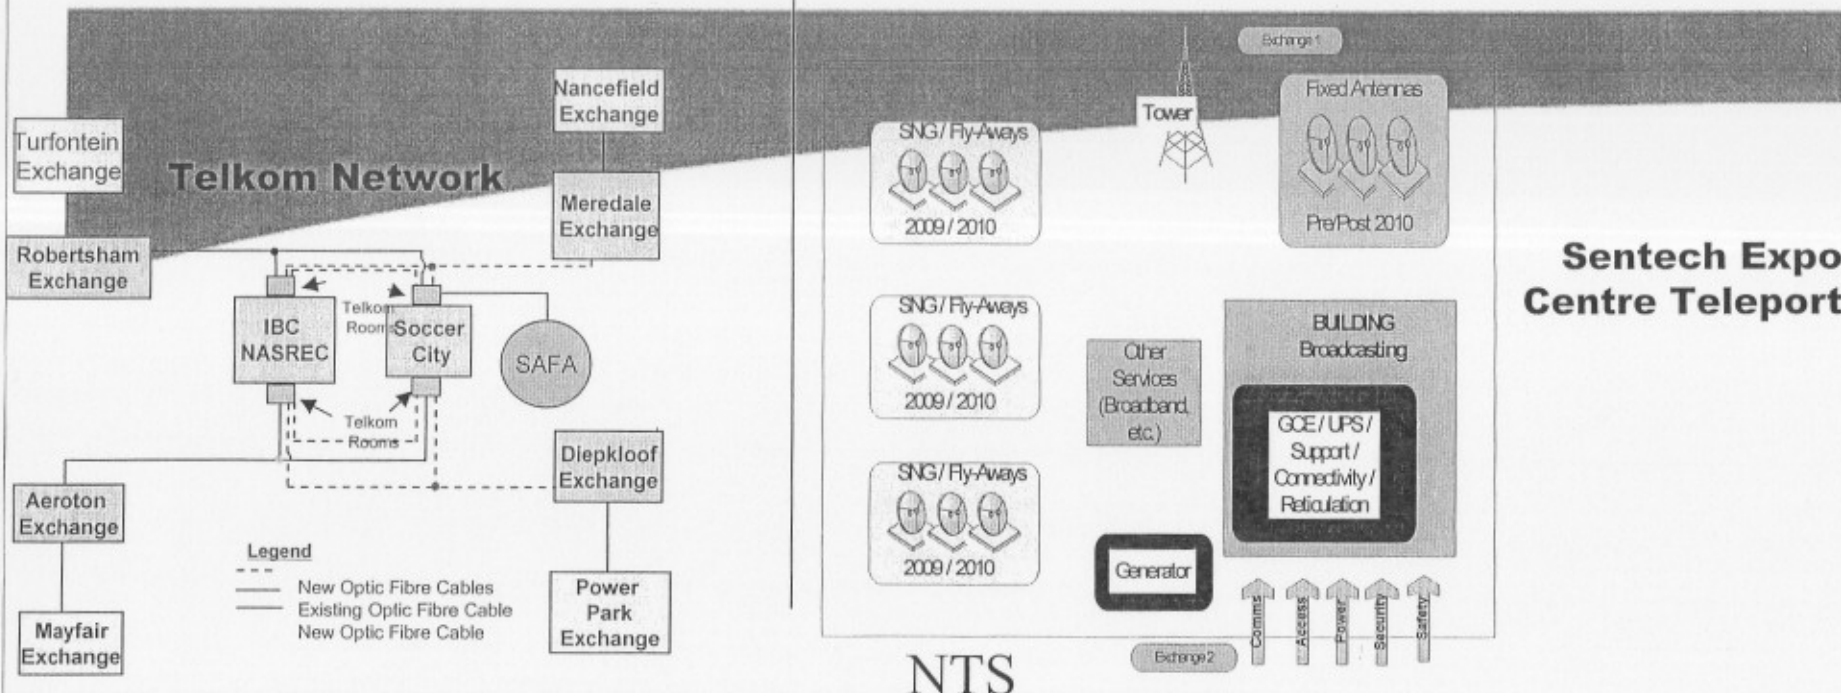 Nancefield
Exchange
Turfontein
Exchange
Telkom Network
Meredale
Exchange
Robertsham
Exchange
Telkom
Rooms
IBC
NASREC
Soccer
City
SAFA
Telkom
Rooms
Diepkloof
Exchange
Aeroton
Exchange
Legend
New Optic Fibre Cables
Existing Optic Fibre Cable
New Optic Fibre Cable
Power
Park
Exchange
Mayfair
Exchange
Exchange 1
SNG / Fly-Aways
2009 / 2010
Tower
Fixed Antennas
Pre/Post 2010
Sentech Expo
Centre Teleport
SNG / Fly-Aways
2009 / 2010
Other
Services
(Broadband,
etc.)
BUILDING
Broadcasting
GCE / UPS /
Support /
Connectivity /
Reticulation
SNG / Fly-Aways
2009 / 2010
Generator
Comms
Access
Power
Security
Safety
Exchange 2
NTS